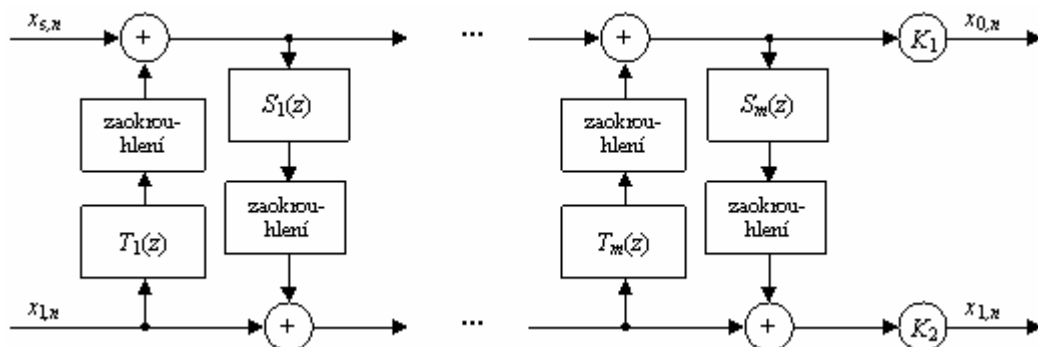 x_{s,n}
+
...
+
K_1
x_{0,n}
zaokrou-
hlení
S_1(z)
zaokrou-
hlení
S_m(z)
T_1(z)
zaokrou-
hlení
T_m(z)
zaokrou-
hlení
x_{1,n}
+
...
+
K_2
x_{1,n}